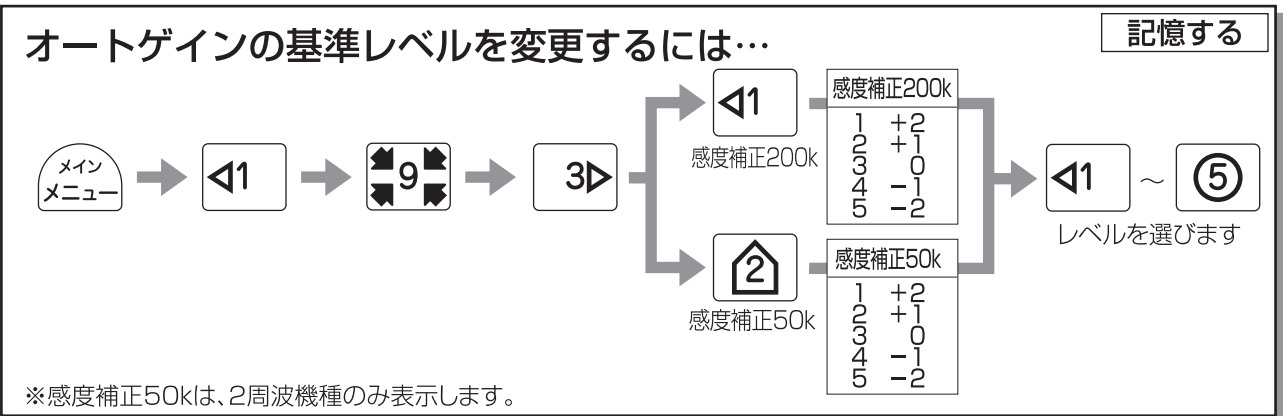 オートゲインの基準レベルを変更するには…
記憶する
メイン
メニュー
1
9
3
1
感度補正200k
感度補正200k
1 +2
2 +1
3 0
4 −1
5 −2
2
感度補正50k
感度補正50k
1 +2
2 +1
3 0
4 −1
5 −2
1 ~ 5
レベルを選びます
※感度補正50kは、2周波機種のみ表示します。